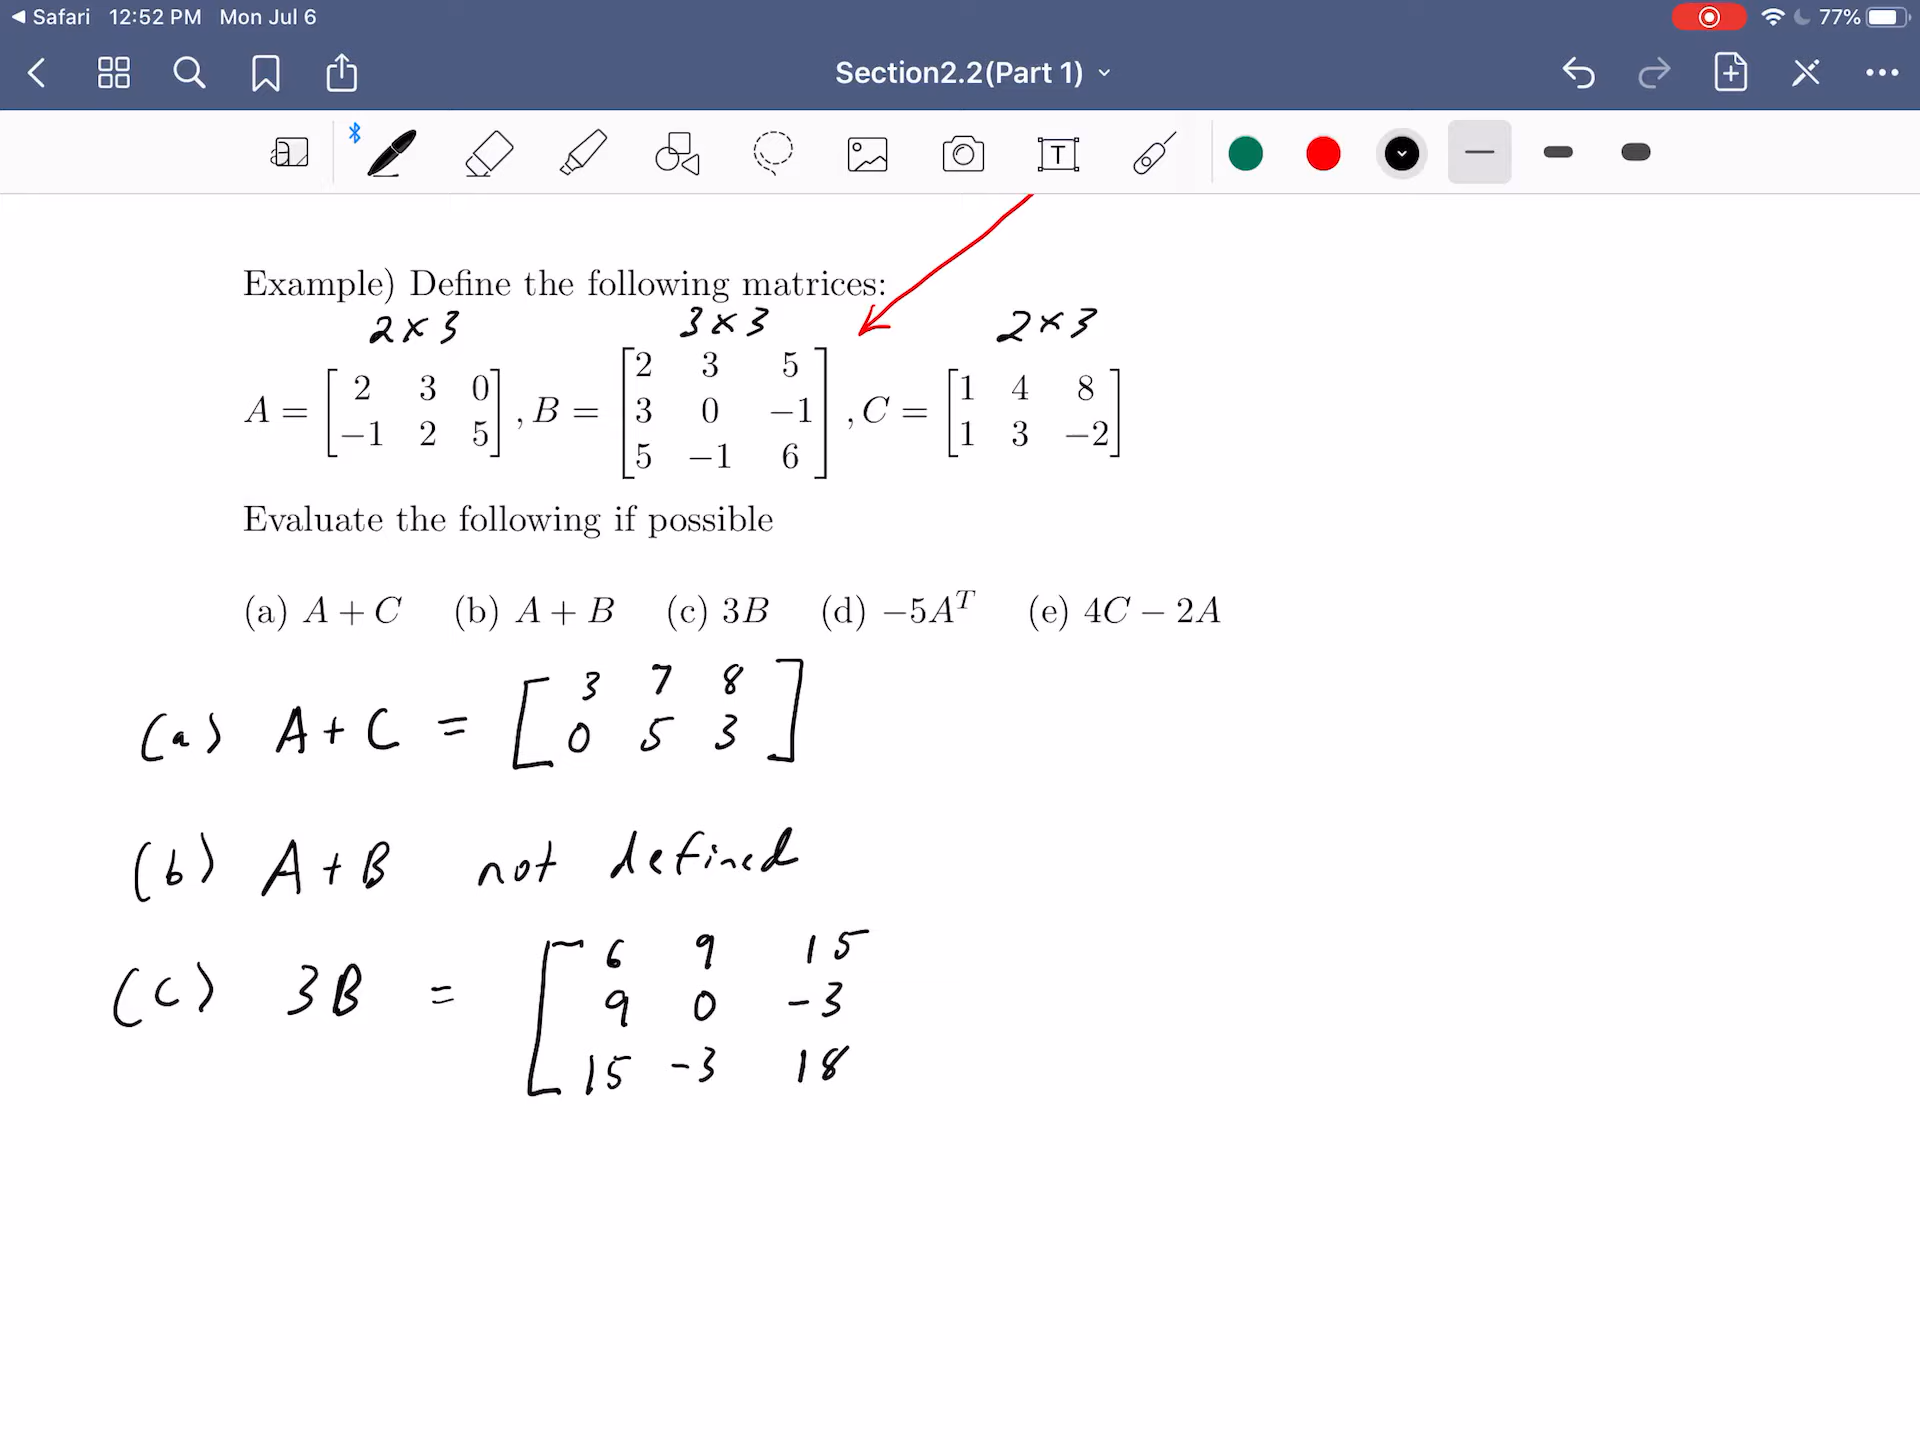 Safari 12:52 PM Mon Jul 6 77%
Section2.2(Part 1)
Example) Define the following matrices:
2 x 3 3 x 3 2 x 3
A = [2 3 0; −1 2 5], B = [2 3 5; 3 0 −1; 5 −1 6], C = [1 4 8; 1 3 −2]
Evaluate the following if possible
(a) A + C (b) A + B (c) 3B (d) −5A^T (e) 4C − 2A
(a) A + C = [3 7 8; 0 5 3]
(b) A + B not defined
(c) 3B = [6 9 15; 9 0 -3; 15 -3 18